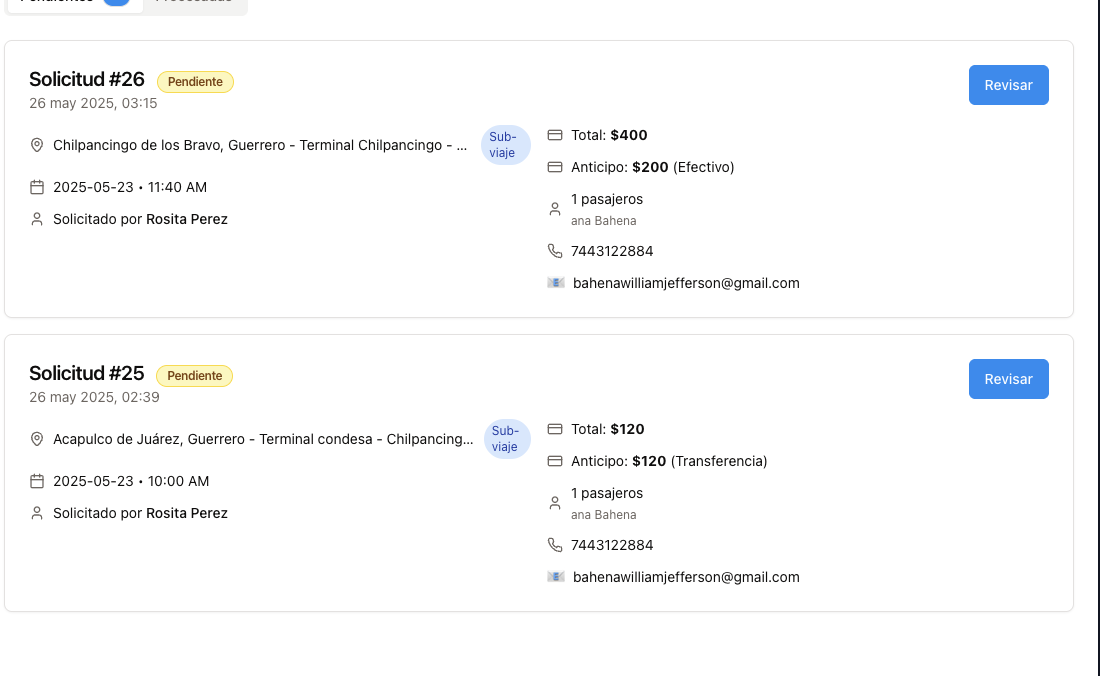 Solicitud #26 Pendiente
26 may 2025, 03:15
Revisar
Chilpancingo de los Bravo, Guerrero - Terminal Chilpancingo - ...
Sub-
viaje
2025-05-23 • 11:40 AM
Solicitado por Rosita Perez
Total: $400
Anticipo: $200 (Efectivo)
1 pasajeros
ana Bahena
7443122884
bahenawilliamjefferson@gmail.com
Solicitud #25 Pendiente
26 may 2025, 02:39
Revisar
Acapulco de Juárez, Guerrero - Terminal condesa - Chilpancing...
Sub-
viaje
2025-05-23 • 10:00 AM
Solicitado por Rosita Perez
Total: $120
Anticipo: $120 (Transferencia)
1 pasajeros
ana Bahena
7443122884
bahenawilliamjefferson@gmail.com